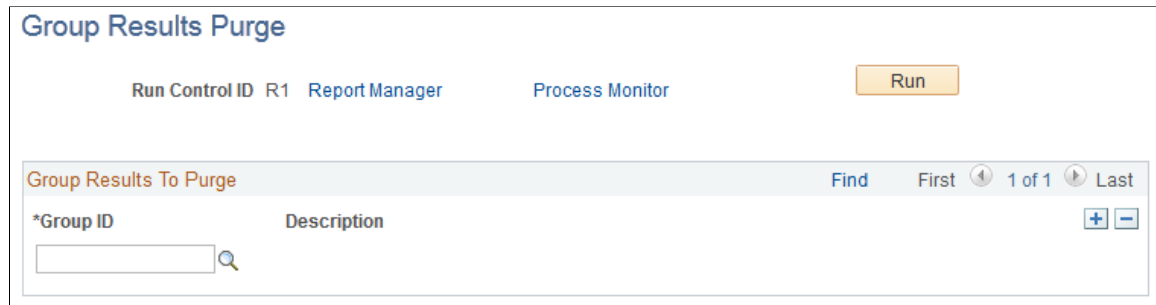 Group Results Purge
Run Control ID R1 Report Manager Process Monitor Run
Group Results To Purge Find First 1 of 1 Last
*Group ID Description